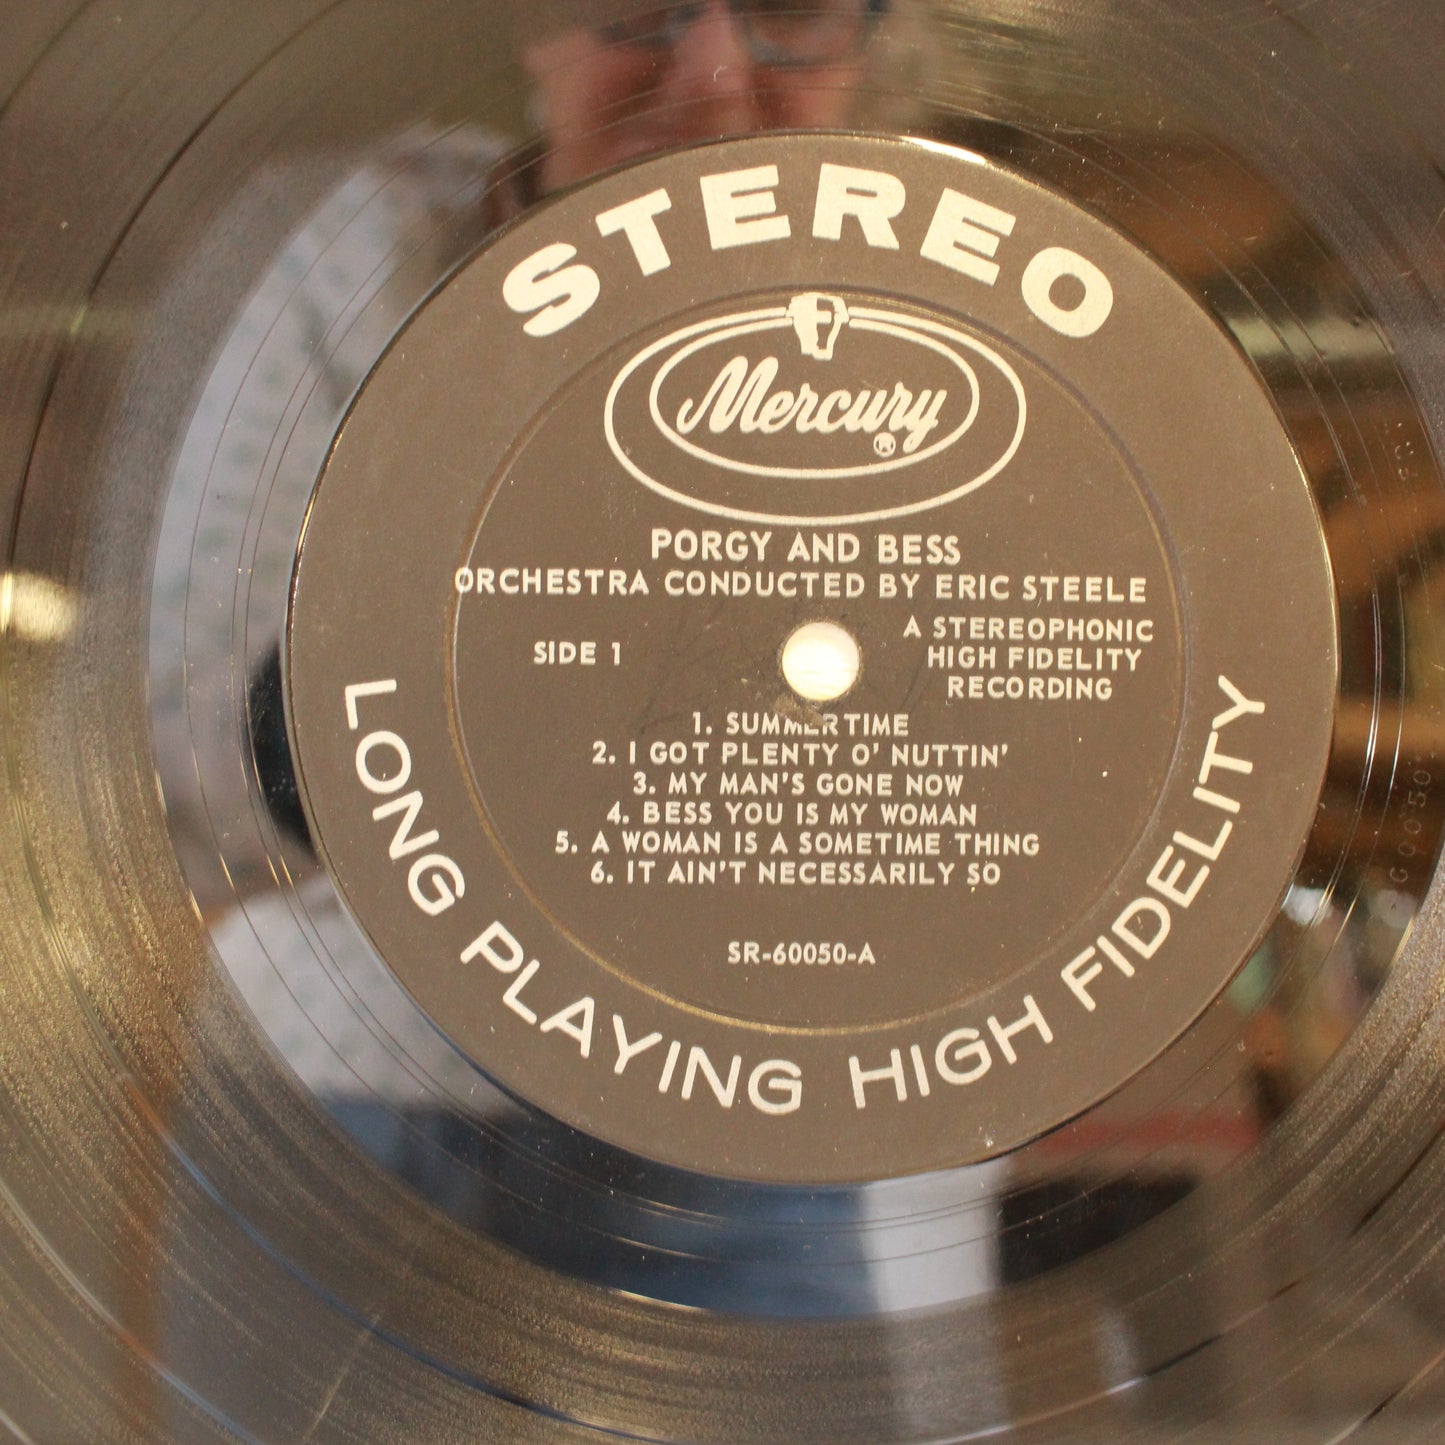 STEREO
Mercury
®
PORGY AND BESS
ORCHESTRA CONDUCTED BY ERIC STEELE
SIDE 1
A STEREOPHONIC
HIGH FIDELITY
RECORDING
1. SUMMERTIME
2. I GOT PLENTY O' NUTTIN'
3. MY MAN'S GONE NOW
4. BESS YOU IS MY WOMAN
5. A WOMAN IS A SOMETIME THING
6. IT AIN'T NECESSARILY SO
SR-60050-A
LONG PLAYING HIGH FIDELITY